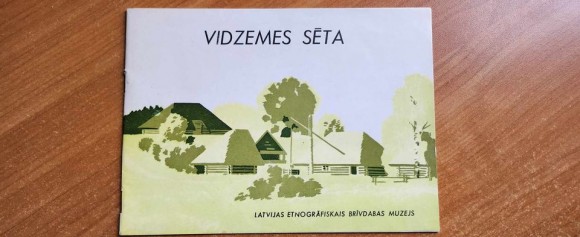 VIDZEMES SĒTA
LATVIJAS ETNOGRĀFISKAIS BRĪVDABAS MUZEJS